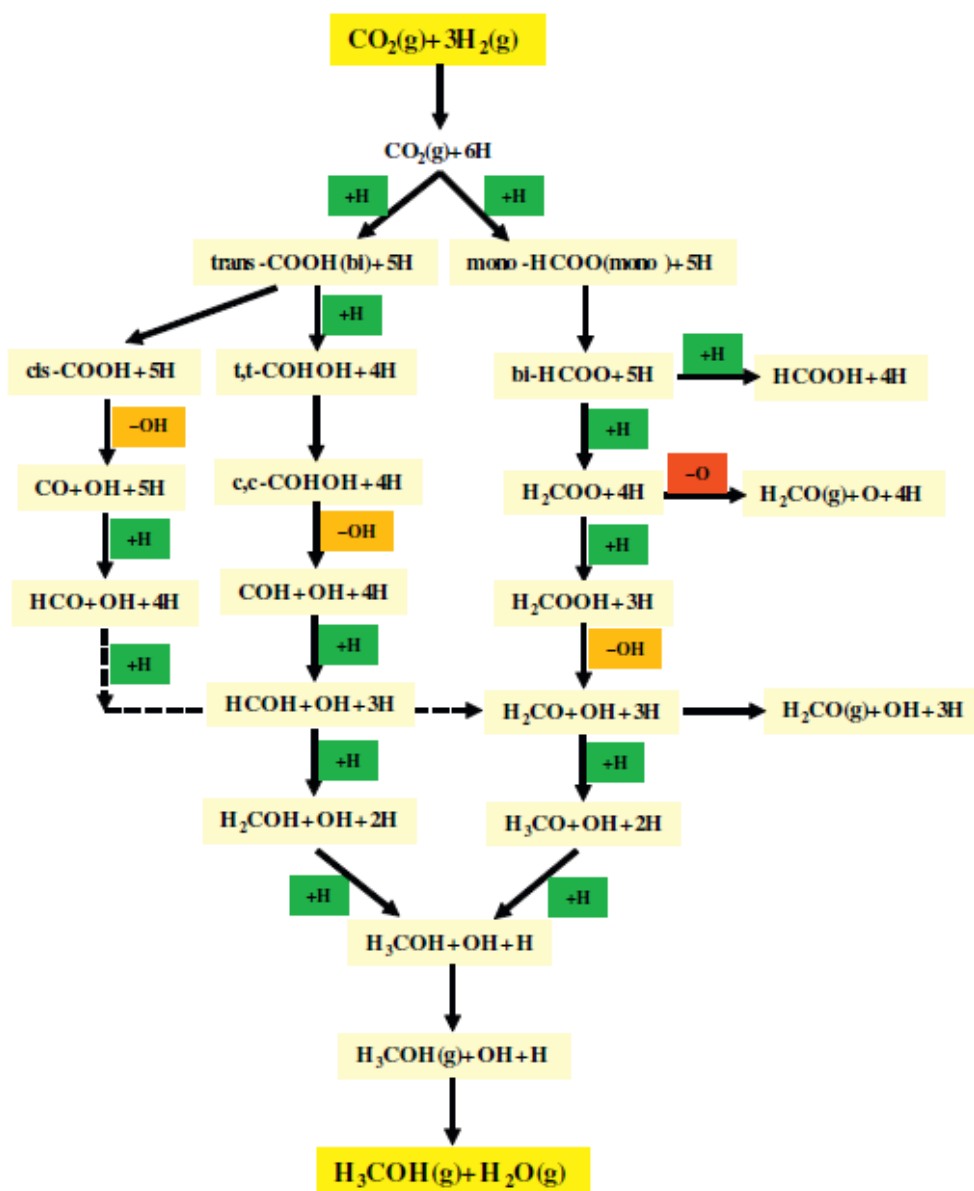 CO₂(g)+3H₂(g)
CO₂(g)+6H
+H
+H
trans-COOH(bi)+5H
mono-HCOO(mono)+5H
+H
cis-COOH+5H
t,t-COHOH+4H
bi-HCOO+5H
+H
HCOOH+4H
−OH
+H
CO+OH+5H
c,c-COHOH+4H
H₂COO+4H
−O
H₂CO(g)+O+4H
+H
−OH
+H
HCO+OH+4H
COH+OH+4H
H₂COOH+3H
+H
+H
−OH
HCOH+OH+3H
H₂CO+OH+3H
H₂CO(g)+OH+3H
+H
+H
H₂COH+OH+2H
H₃CO+OH+2H
+H
+H
H₃COH+OH+H
H₃COH(g)+OH+H
H₃COH(g)+H₂O(g)